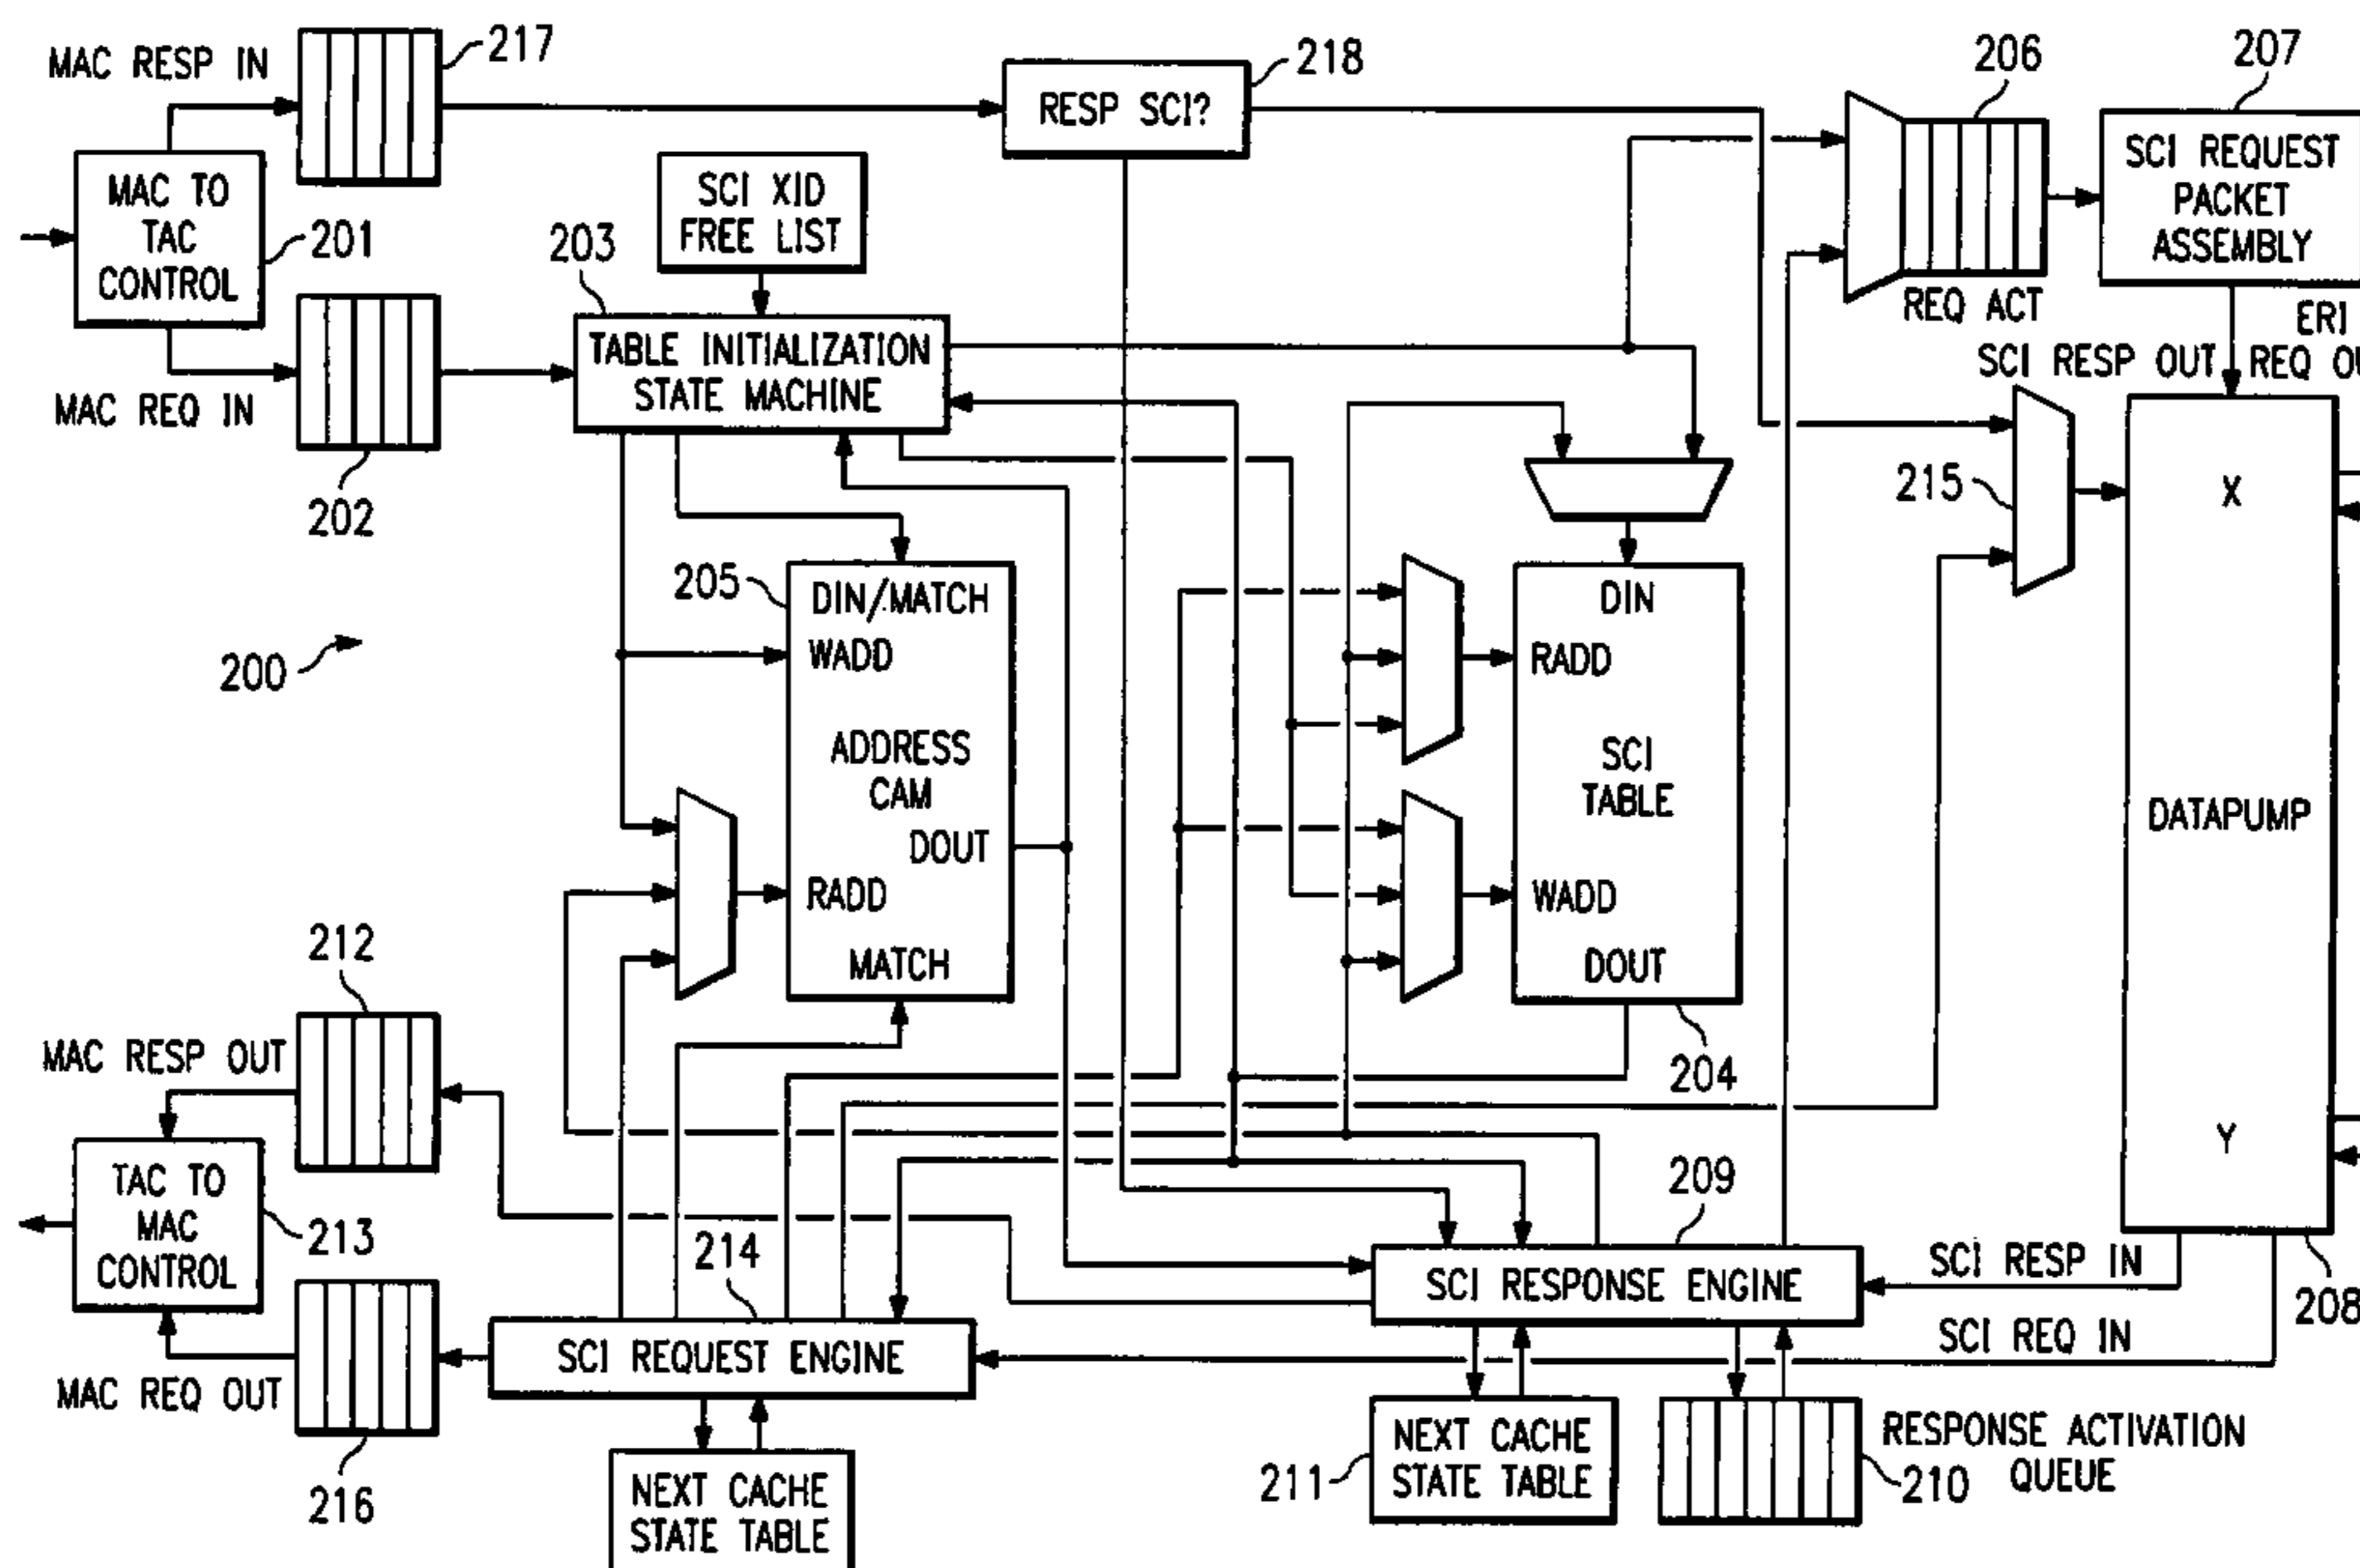 MAC RESP IN
217
218
206
207
RESP SCI?
MAC TO
TAC
CONTROL
201
SCI XID
FREE LIST
SCI REQUEST
PACKET
ASSEMBLY
203
REQ ACT
ERI
TABLE INITIALIZATION
STATE MACHINE
SCI RESP OUT
REQ
MAC REQ IN
202
215
X
205
DIN/MATCH
WADD
DIN
RADD
200
ADDRESS
CAM
SCI
TABLE
DATAPUMP
DOUT
RADD
WADD
MATCH
DOUT
212
MAC RESP OUT
204
Y
TAC TO
MAC
CONTROL
213
214
209
SCI RESPONSE ENGINE
SCI RESP IN
208
SCI REQUEST ENGINE
SCI REQ IN
MAC REQ OUT
216
NEXT CACHE
STATE TABLE
211
NEXT CACHE
STATE TABLE
RESPONSE ACTIVATION
QUEUE
210